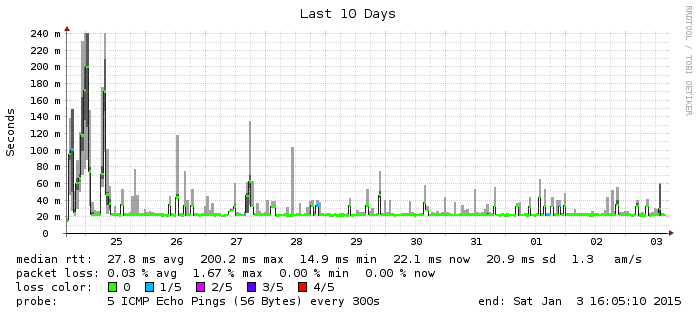 Last 10 Days
RRDTOOL / TOBI OETIKER
Seconds
240 m
220 m
200 m
180 m
160 m
140 m
120 m
100 m
80 m
60 m
40 m
20 m
0
25 26 27 28 29 30 31 01 02 03
median rtt: 27.8 ms avg 200.2 ms max 14.9 ms min 22.1 ms now 20.9 ms sd 1.3 am/s
packet loss: 0.03 % avg 1.67 % max 0.00 % min 0.00 % now
loss color: 0 1/5 2/5 3/5 4/5
probe: 5 ICMP Echo Pings (56 Bytes) every 300s end: Sat Jan 3 16:05:10 2015